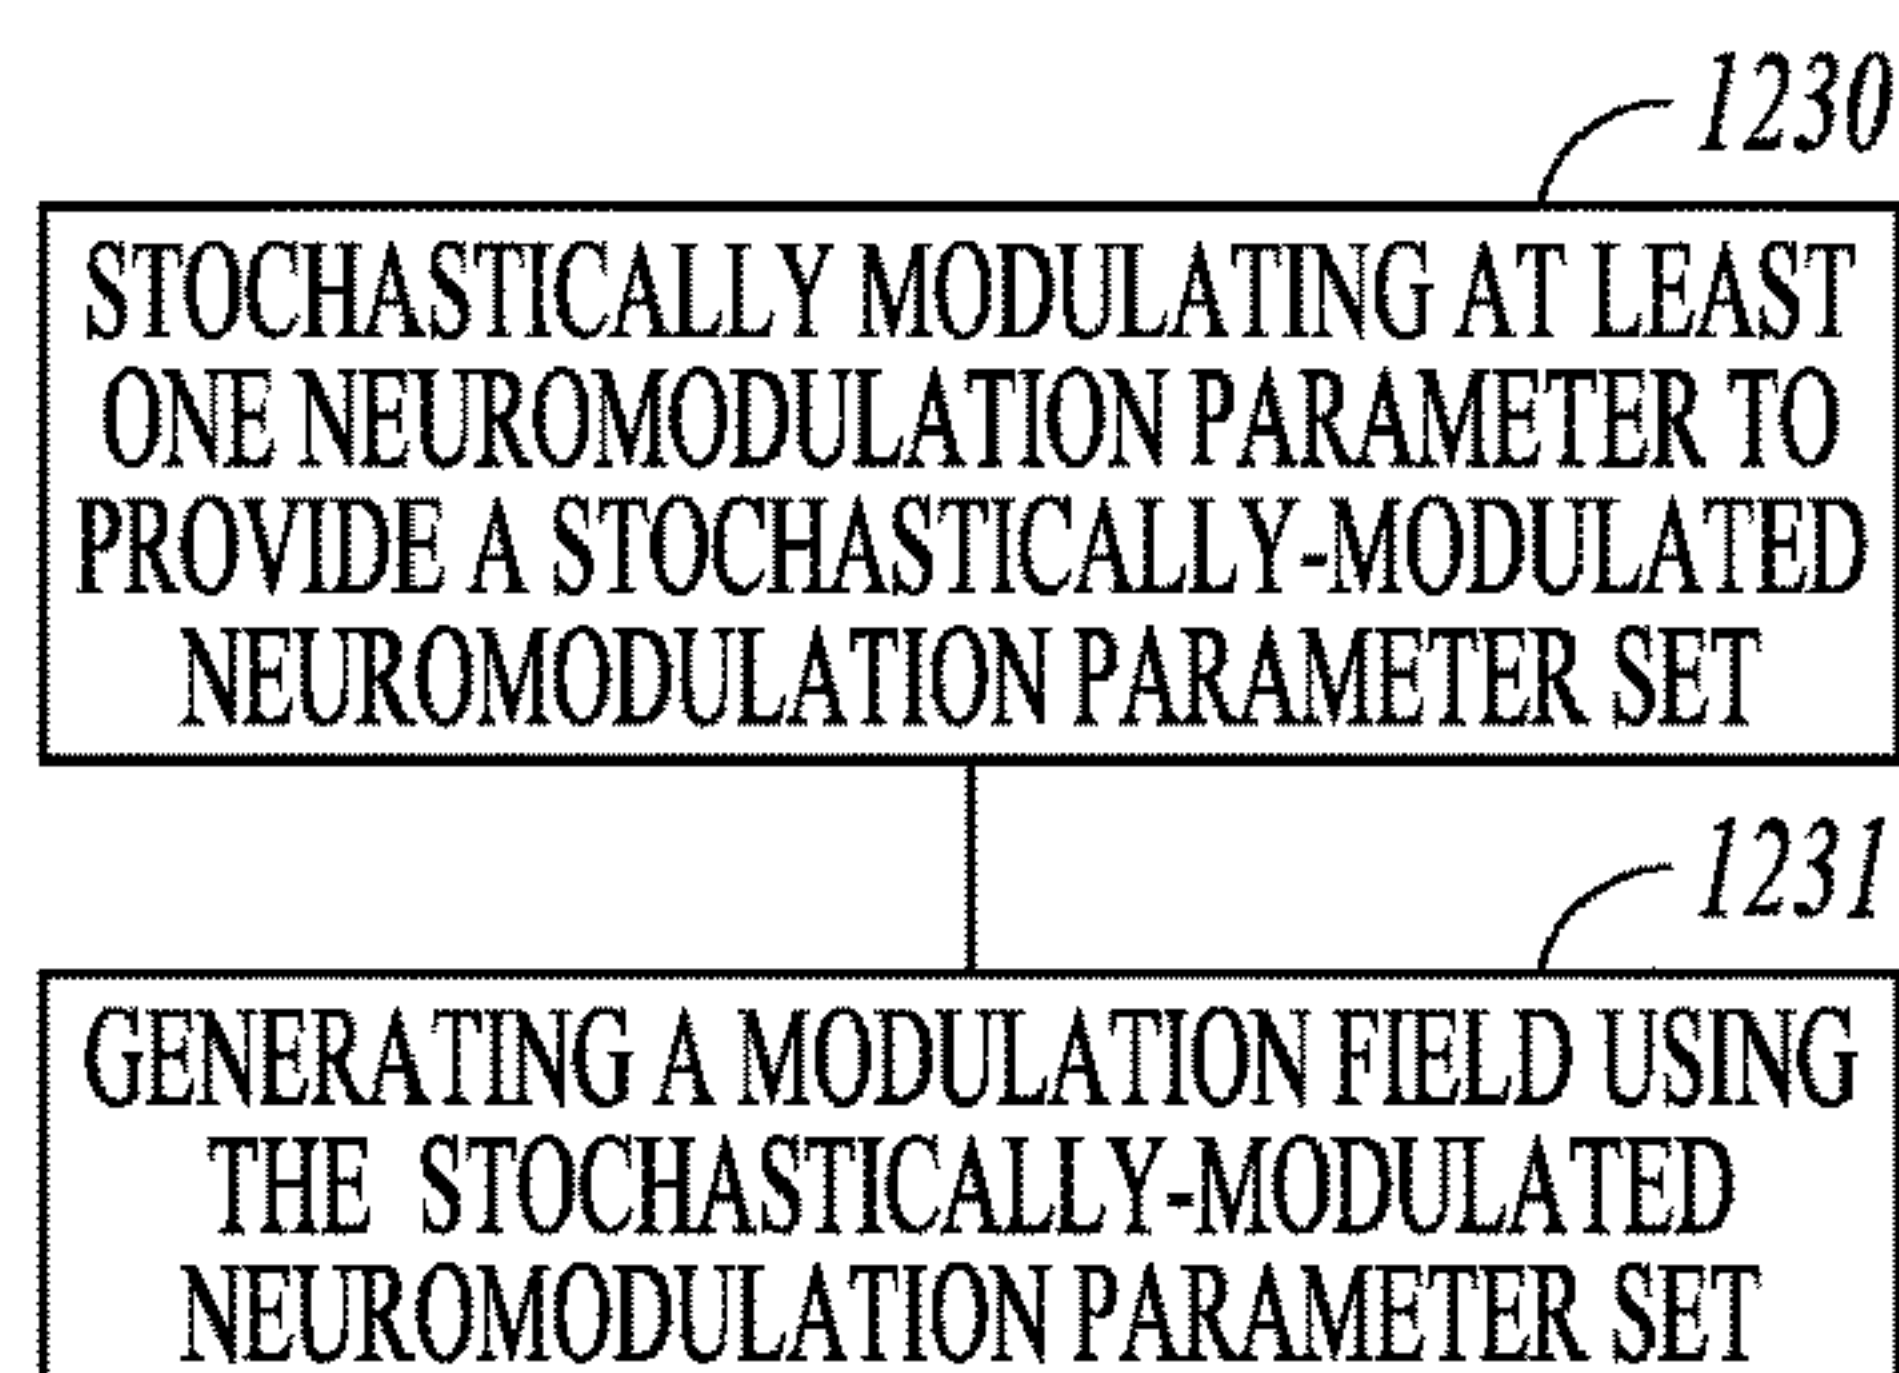 1230
STOCHASTICALLY MODULATING AT LEAST
ONE NEUROMODULATION PARAMETER TO
PROVIDE A STOCHASTICALLY-MODULATED
NEUROMODULATION PARAMETER SET
1231
GENERATING A MODULATION FIELD USING
THE STOCHASTICALLY-MODULATED
NEUROMODULATION PARAMETER SET